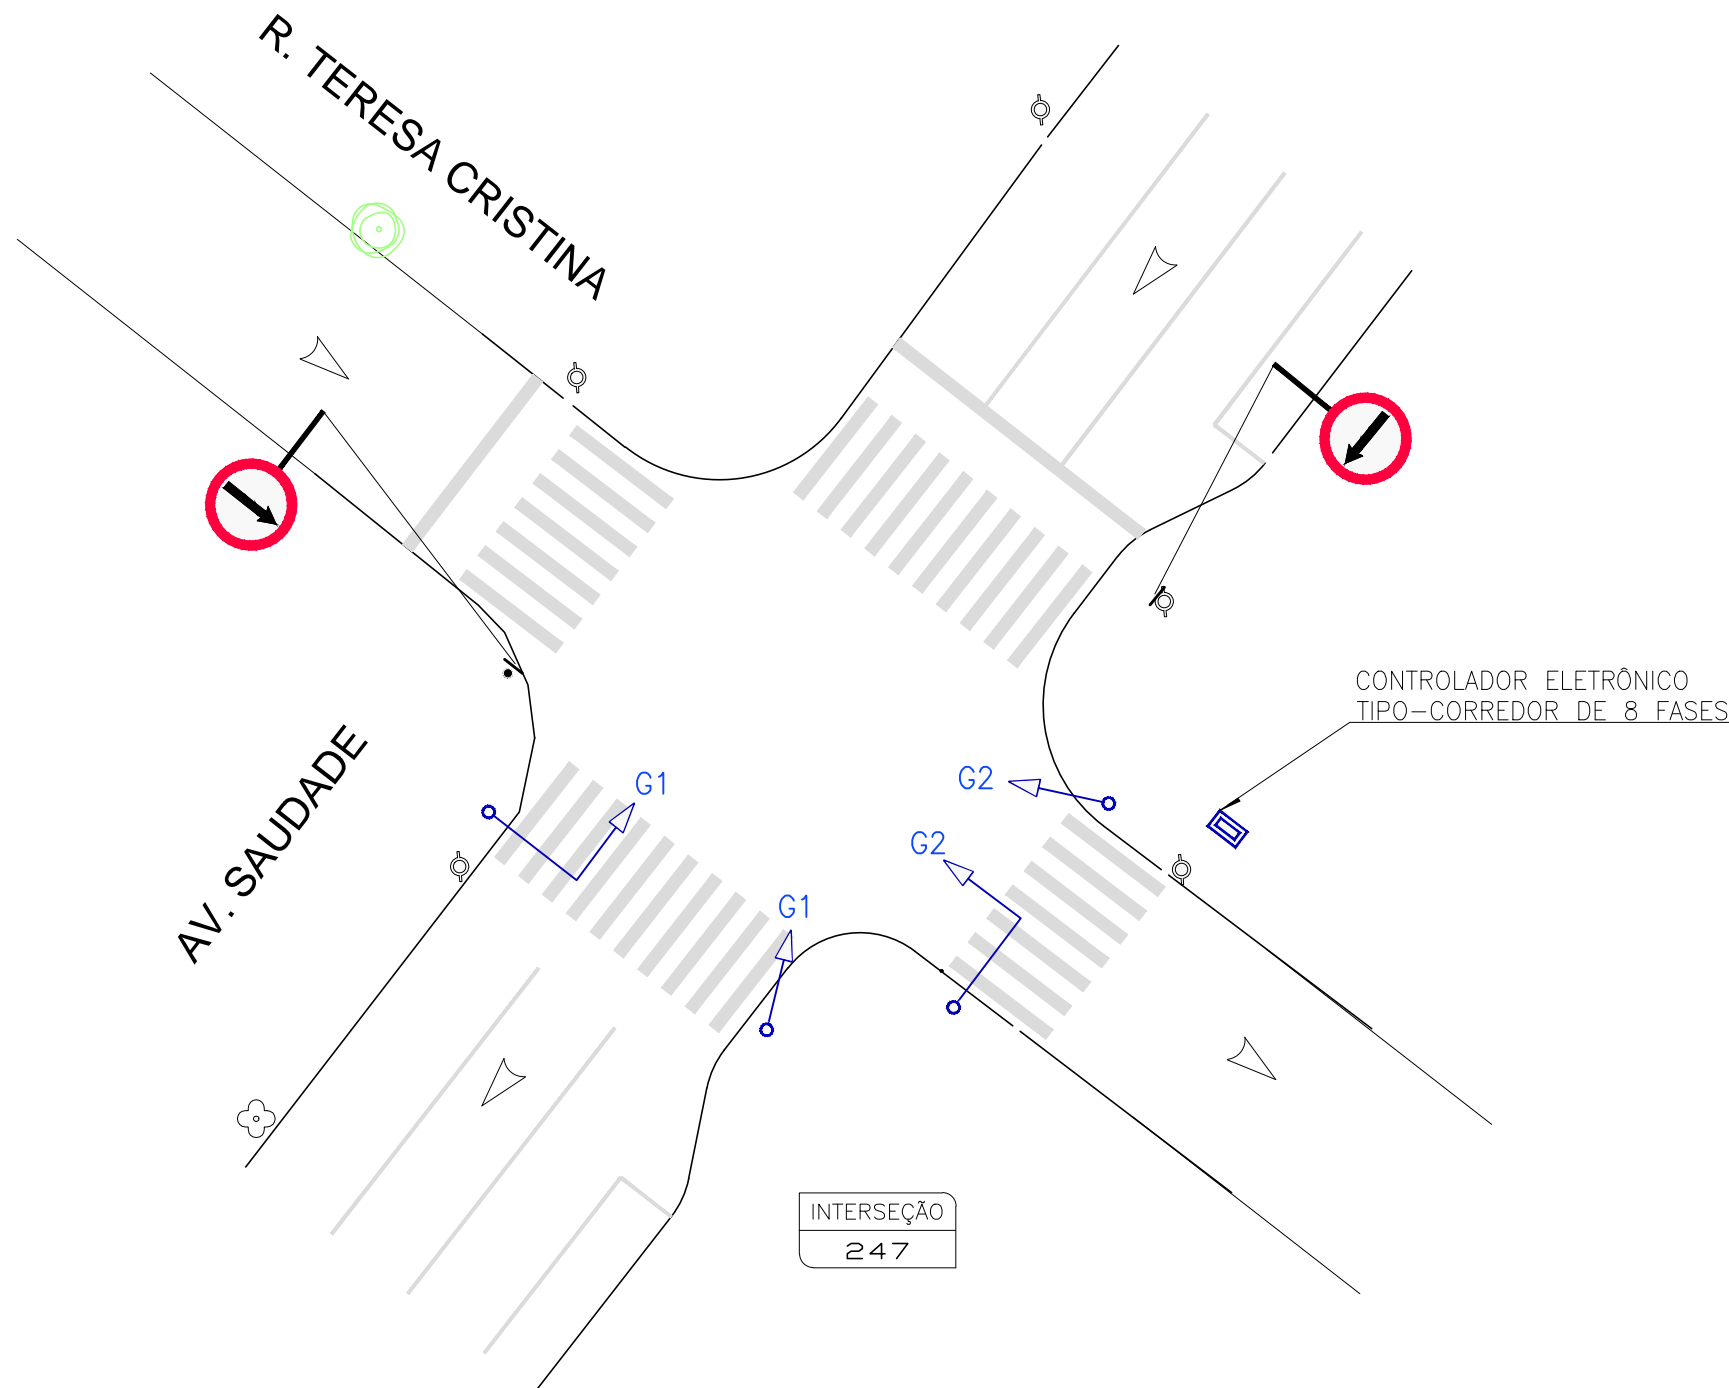 R. TERESA CRISTINA
CONTROLADOR ELETRÔNICO
TIPO-CORREDOR DE 8 FASES
AV. SAUDADE
G1
G2
G2
G1
INTERSEÇÃO
247